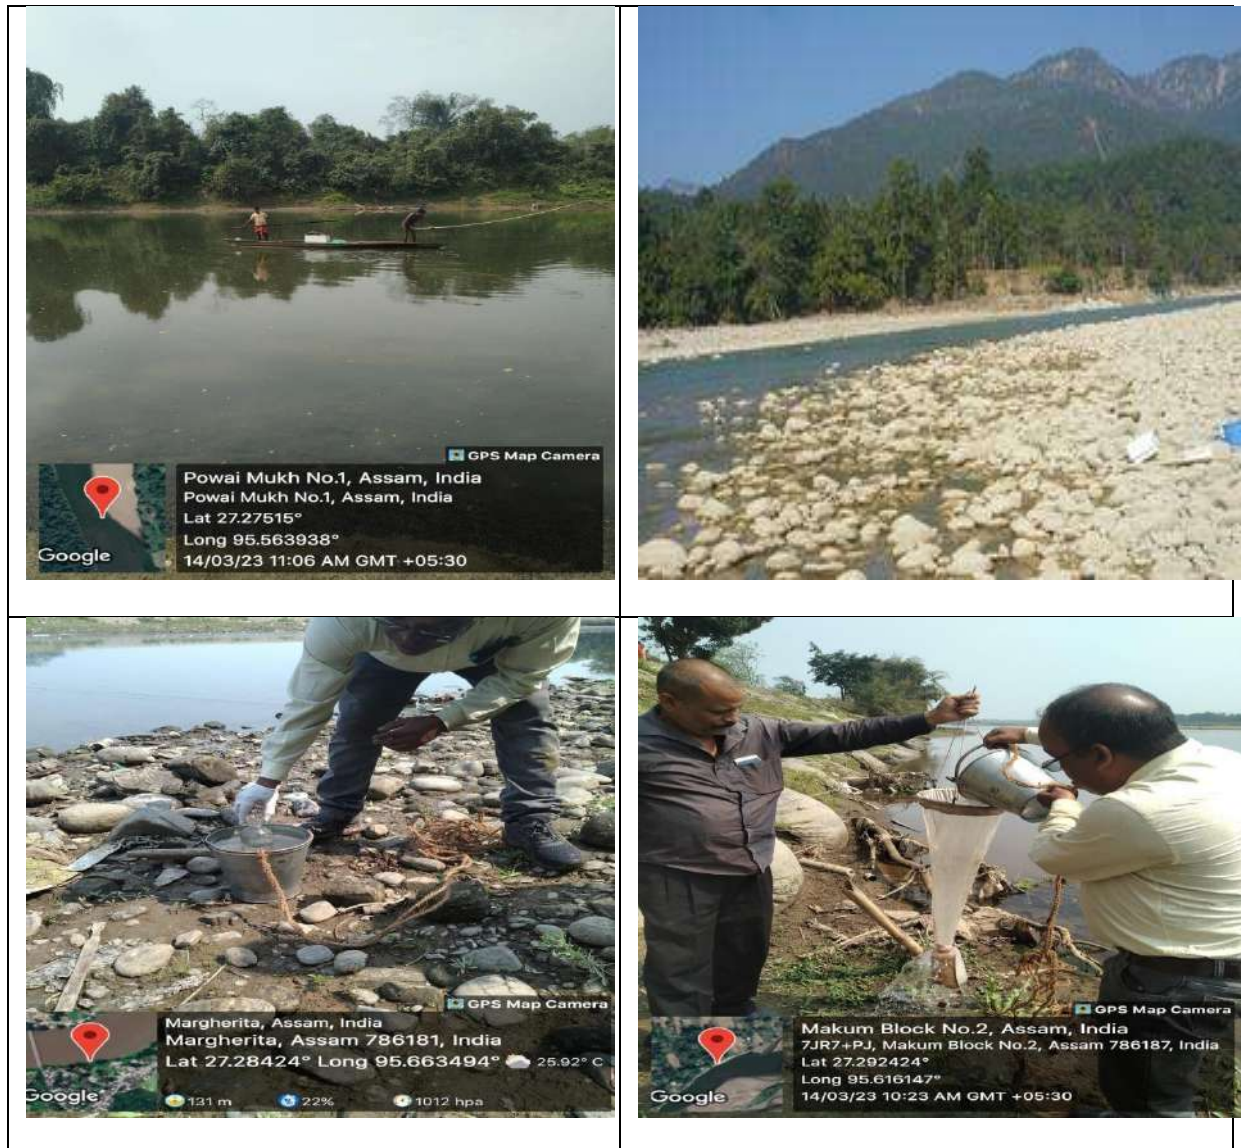 GPS Map Camera
Powai Mukh No.1, Assam, India
Powai Mukh No.1, Assam, India
Lat 27.27515°
Long 95.563938°
14/03/23 11:06 AM GMT +05:30
Google
GPS Map Camera
Margherita, Assam, India
Margherita, Assam 786181, India
Lat 27.28424° Long 95.663494° 25.92° C
Google
131 m 22% 1012 hpa
GPS Map Camera
Makum Block No.2, Assam, India
7JR7+PJ, Makum Block No.2, Assam 786187, India
Lat 27.292424°
Long 95.616147°
14/03/23 10:23 AM GMT +05:30
Google